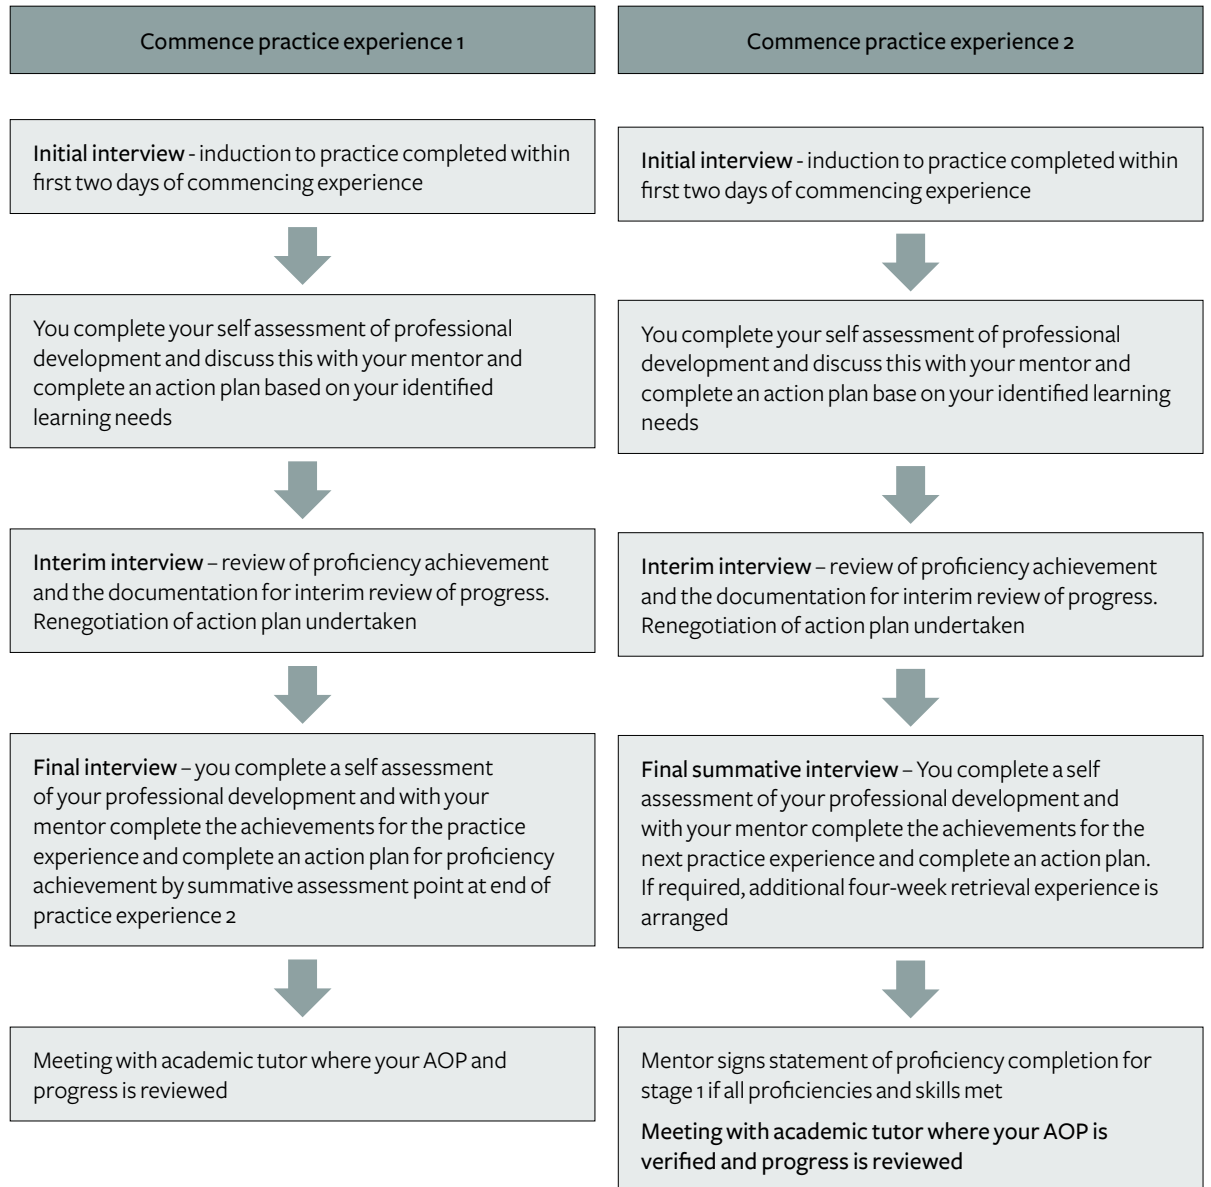 Commence practice experience 1
Initial interview - induction to practice completed within
first two days of commencing experience
You complete your self assessment of professional
development and discuss this with your mentor and
complete an action plan based on your identified
learning needs
Interim interview – review of proficiency achievement
and the documentation for interim review of progress.
Renegotiation of action plan undertaken
Final interview – you complete a self assessment
of your professional development and with your
mentor complete the achievements for the practice
experience and complete an action plan for proficiency
achievement by summative assessment point at end of
practice experience 2
Meeting with academic tutor where your AOP and
progress is reviewed
Commence practice experience 2
Initial interview - induction to practice completed within
first two days of commencing experience
You complete your self assessment of professional
development and discuss this with your mentor and
complete an action plan base on your identified learning
needs
Interim interview – review of proficiency achievement
and the documentation for interim review of progress.
Renegotiation of action plan undertaken
Final summative interview – You complete a self
assessment of your professional development and
with your mentor complete the achievements for the
next practice experience and complete an action plan.
If required, additional four-week retrieval experience is
arranged
Mentor signs statement of proficiency completion for
stage 1 if all proficiencies and skills met
Meeting with academic tutor where your AOP is
verified and progress is reviewed